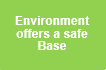 Environment
offers a safe
Base